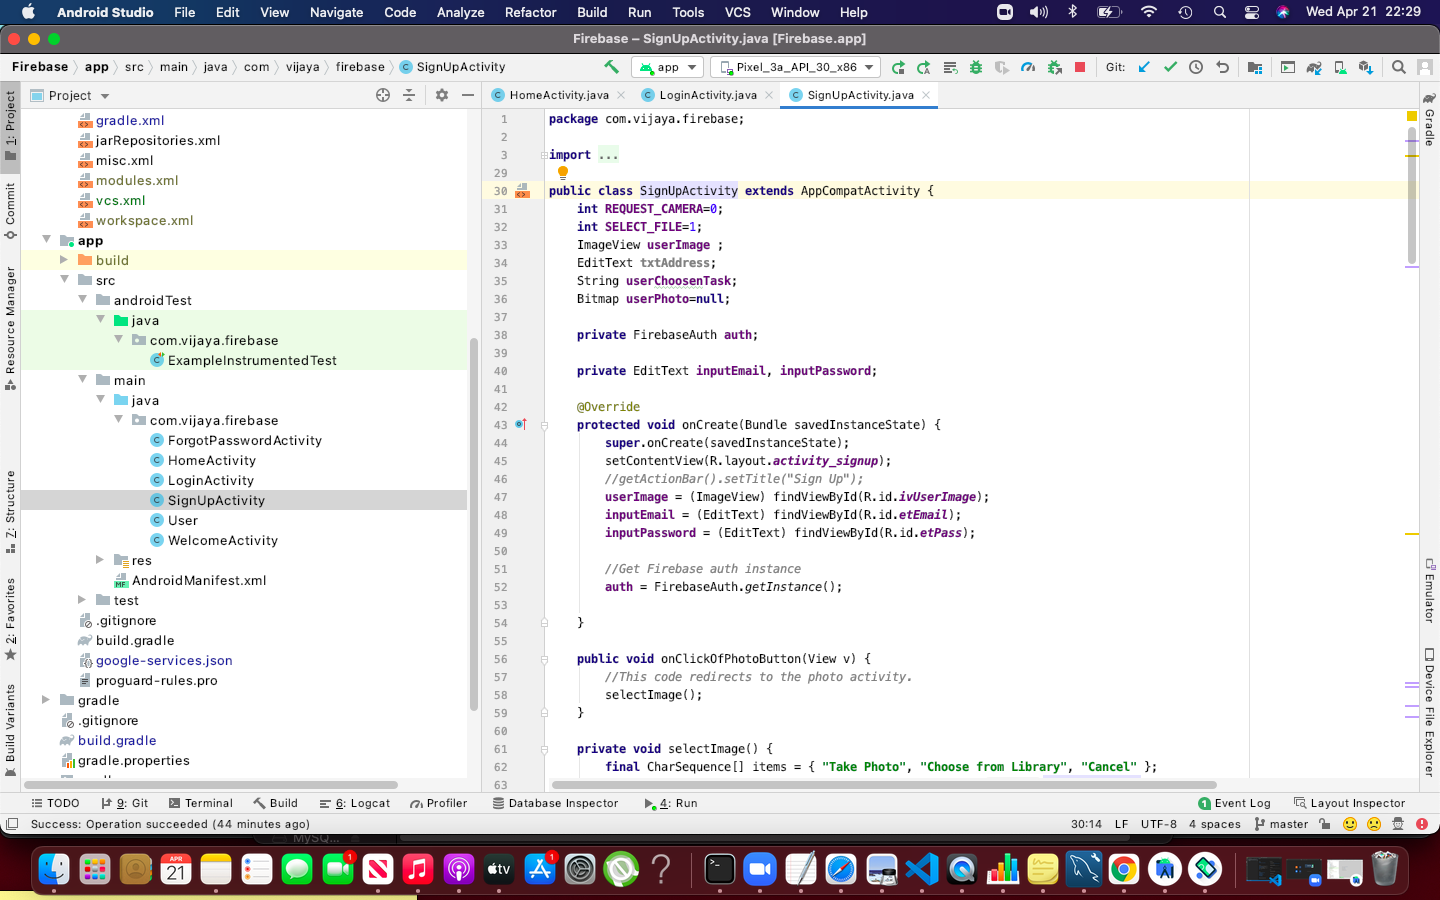 Android Studio File Edit View Navigate Code Analyze Refactor Build Run Tools VCS Window Help Wed Apr 21 22:29
Firebase – SignUpActivity.java [Firebase.app]
Firebase app src main java com vijaya firebase SignUpActivity app Pixel_3a_API_30_x86 Git:
Project
HomeActivity.java LoginActivity.java SignUpActivity.java
1: Project
Commit
Resource Manager
Z: Structure
2: Favorites
Build Variants
gradle.xml
jarRepositories.xml
misc.xml
modules.xml
vcs.xml
workspace.xml
app
build
src
androidTest
java
com.vijaya.firebase
ExampleInstrumentedTest
main
java
com.vijaya.firebase
ForgotPasswordActivity
HomeActivity
LoginActivity
SignUpActivity
User
WelcomeActivity
res
AndroidManifest.xml
test
.gitignore
build.gradle
google-services.json
proguard-rules.pro
gradle
.gitignore
build.gradle
gradle.properties
1 package com.vijaya.firebase;
2
3 import ...
29
30 public class SignUpActivity extends AppCompatActivity {
31 int REQUEST_CAMERA=0;
32 int SELECT_FILE=1;
33 ImageView userImage ;
34 EditText txtAddress;
35 String userChoosenTask;
36 Bitmap userPhoto=null;
37
38 private FirebaseAuth auth;
39
40 private EditText inputEmail, inputPassword;
41
42 @Override
43 protected void onCreate(Bundle savedInstanceState) {
44 super.onCreate(savedInstanceState);
45 setContentView(R.layout.activity_signup);
46 //getActionBar().setTitle("Sign Up");
47 userImage = (ImageView) findViewById(R.id.ivUserImage);
48 inputEmail = (EditText) findViewById(R.id.etEmail);
49 inputPassword = (EditText) findViewById(R.id.etPass);
50
51 //Get Firebase auth instance
52 auth = FirebaseAuth.getInstance();
53
54 }
55
56 public void onClickOfPhotoButton(View v) {
57 //This code redirects to the photo activity.
58 selectImage();
59 }
60
61 private void selectImage() {
62 final CharSequence[] items = { "Take Photo", "Choose from Library", "Cancel" };
63
Gradle
Emulator
Device File Explorer
TODO 9: Git Terminal Build 6: Logcat Profiler Database Inspector 4: Run 1 Event Log Layout Inspector
Success: Operation succeeded (44 minutes ago) 30:14 LF UTF-8 4 spaces master
MySQ...
APR
21
1
tv
1